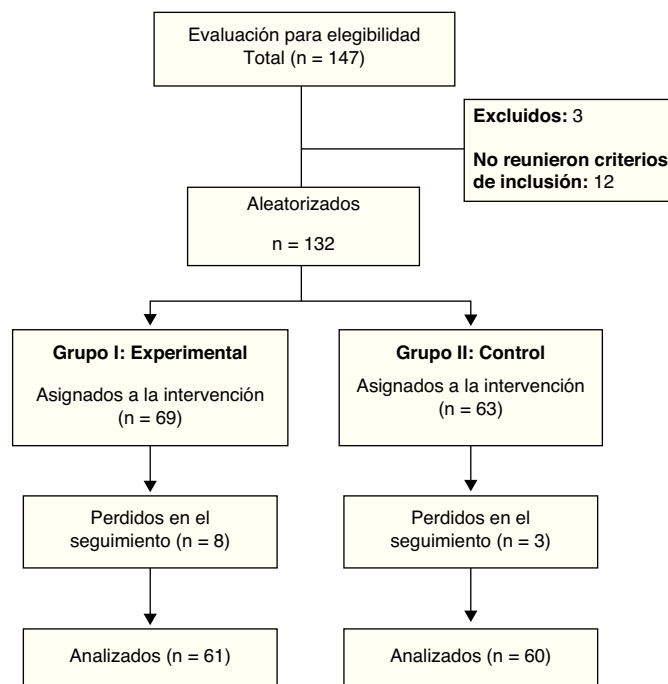 Evaluación para elegibilidad
Total (n = 147)
Excluidos: 3
No reunieron criterios
de inclusión: 12
Aleatorizados
n = 132
Grupo I: Experimental
Asignados a la intervención
(n = 69)
Grupo II: Control
Asignados a la intervención
(n = 63)
Perdidos en el
seguimiento (n = 8)
Perdidos en el
seguimiento (n = 3)
Analizados (n = 61)
Analizados (n = 60)